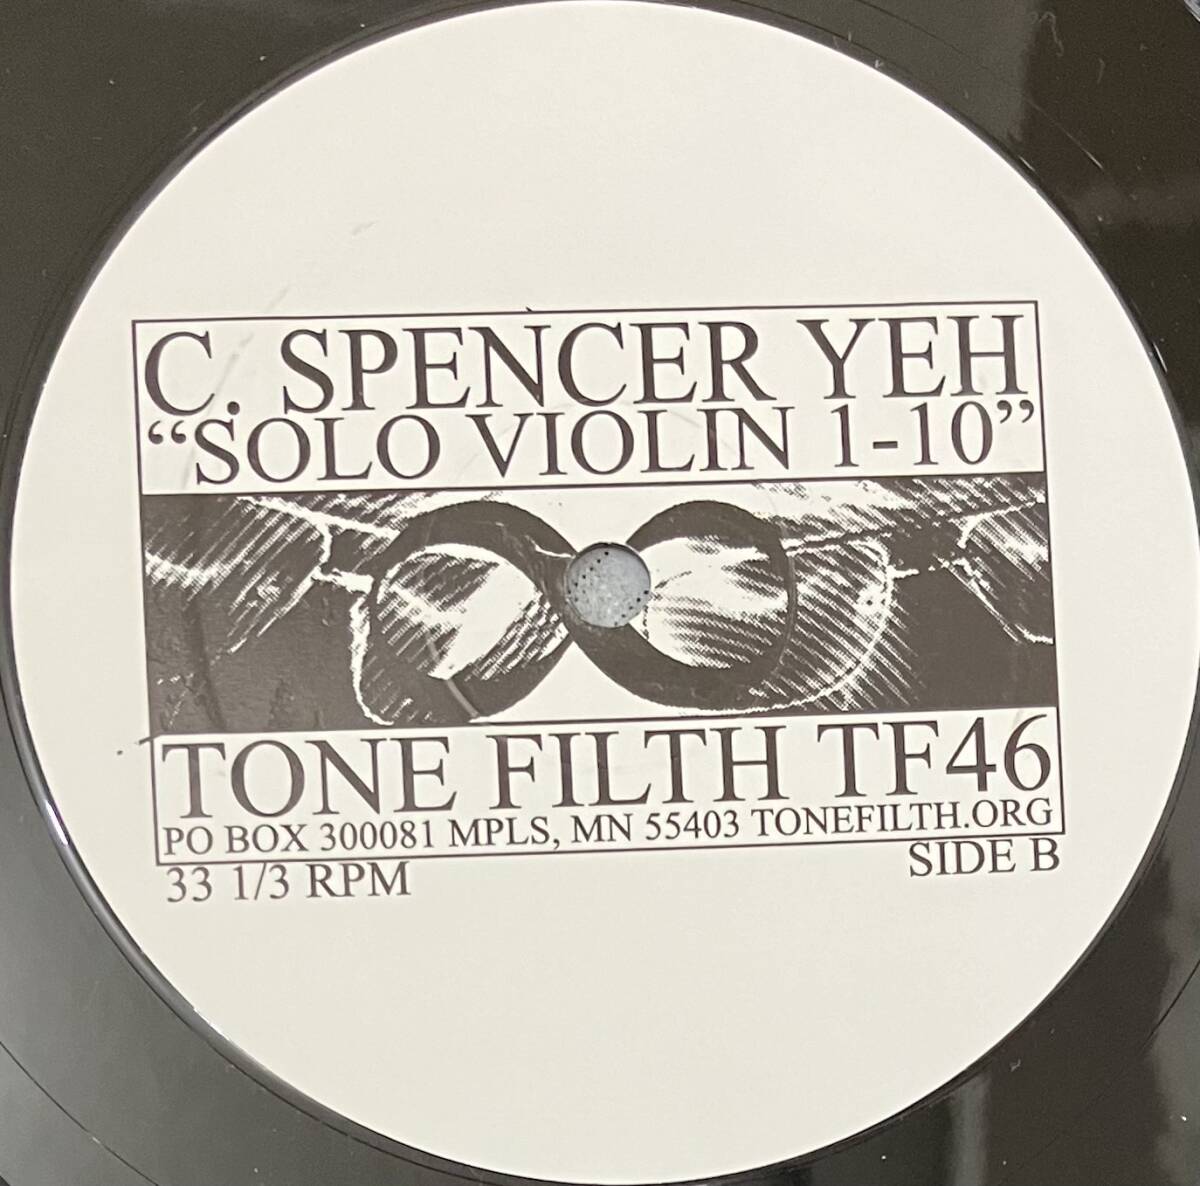 C. SPENCER YEH
“SOLO VIOLIN 1-10”
TONE FILTH TF46
PO BOX 300081 MPLS, MN 55403 TONEFILTH.ORG
33 1/3 RPM
SIDE B